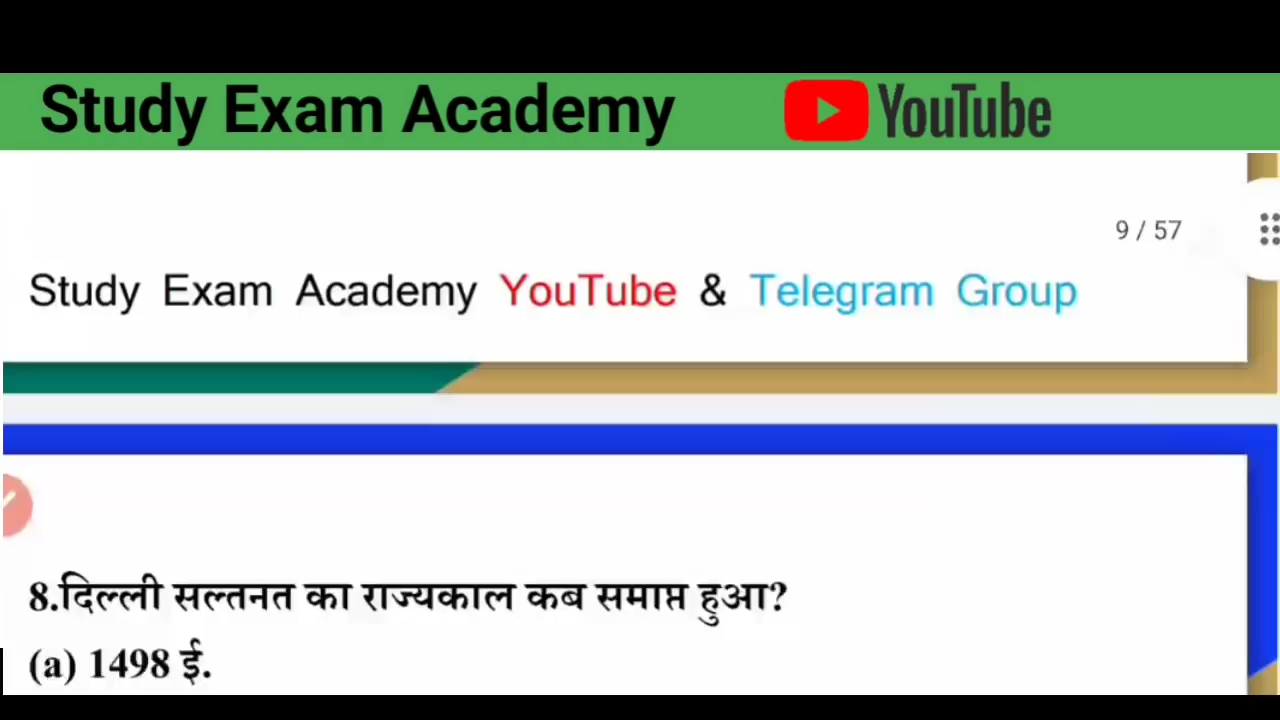 Study Exam Academy YouTube
9 / 57
Study Exam Academy YouTube & Telegram Group
8.दिल्ली सल्तनत का राज्यकाल कब समाप्त हुआ?
(a) 1498 ई.